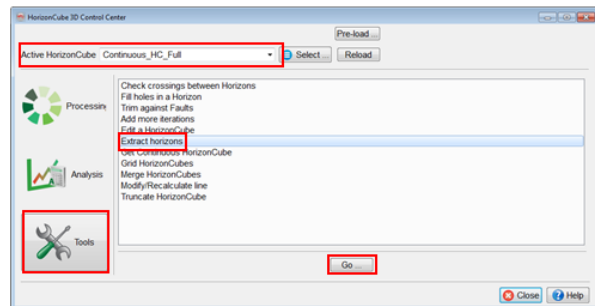 HorizonCube 3D Control Center
Pre-load ...
Active HorizonCube Continuous_HC_Full Select ... Reload
Processing
Analysis
Tools
Check crossings between Horizons
Fill holes in a Horizon
Trim against Faults
Add more iterations
Edit a HorizonCube
Extract horizons
Get Continuous HorizonCube
Grid HorizonCubes
Merge HorizonCubes
Modify/Recalculate line
Truncate HorizonCube
Go ...
Close Help